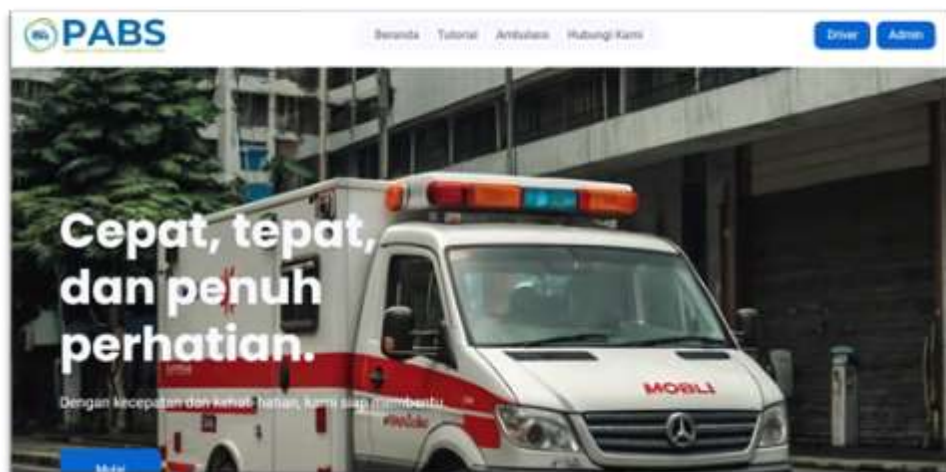 PABS
Beranda Tutorial Ambulans Hubungi Kami
Driver Admin
Cepat, tepat,
dan penuh
perhatian.
Dengan kecepatan dan kehati-hatian, kami siap membantu.
MOBLI
Mulai